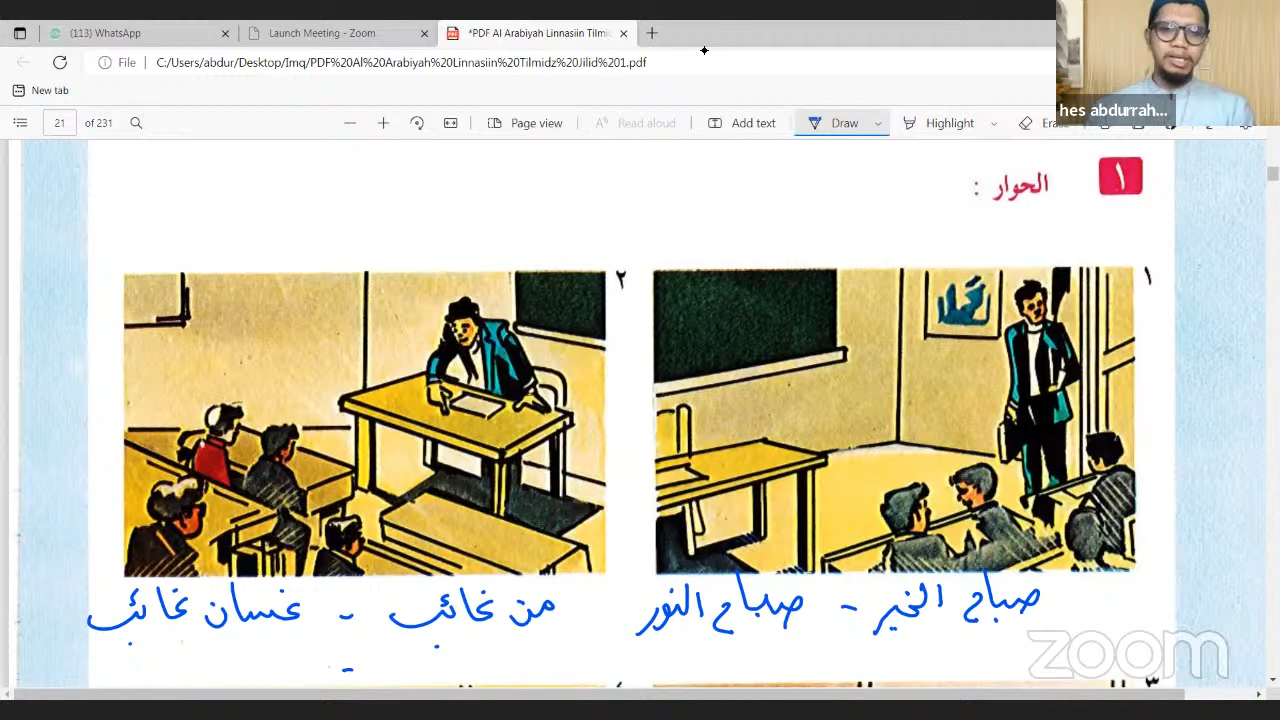 (113) WhatsApp
Launch Meeting - Zoom
*PDF Al Arabiyah Linnasiin Tilmic
File C:/Users/abdur/Desktop/Imq/PDF%20Al%20Arabiyah%20Linnasiin%20Tilmidz%20Jilid%201.pdf
New tab
21 of 231
Page view
Read aloud
Add text
Draw
Highlight
hes abdurrah...
١ الحوار :
١
٢
صباح الخير - صباح النور
من غائب - غسان غائب
zoom
٣